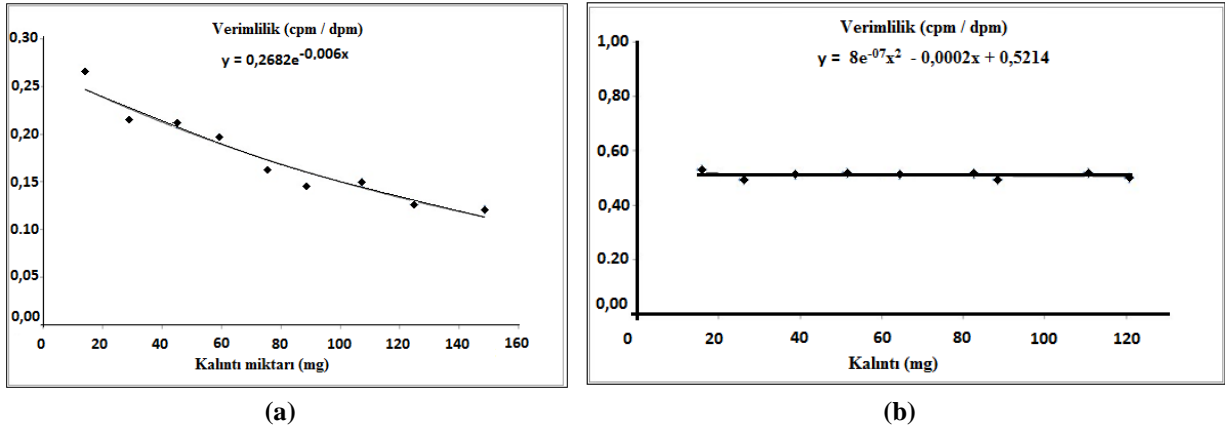 Verimlilik (cpm / dpm)
y = 0,2682e-0,006x
0,30
0,25
0,20
0,15
0,10
0,05
0,00
0 20 40 60 80 100 120 140 160
Kalıntı miktarı (mg)
(a)
Verimlilik (cpm / dpm)
y = 8e-07x2 - 0,0002x + 0,5214
1,00
0,80
0,60
0,40
0.20
0,00
0 20 40 60 80 100 120
Kalıntı (mg)
(b)